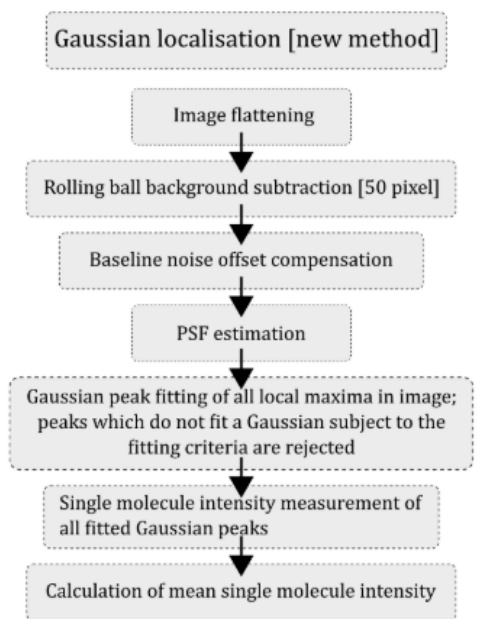 Gaussian localisation [new method]
Image flattening
Rolling ball background subtraction [50 pixel]
Baseline noise offset compensation
PSF estimation
Gaussian peak fitting of all local maxima in image;
peaks which do not fit a Gaussian subject to the
fitting criteria are rejected
Single molecule intensity measurement of
all fitted Gaussian peaks
Calculation of mean single molecule intensity